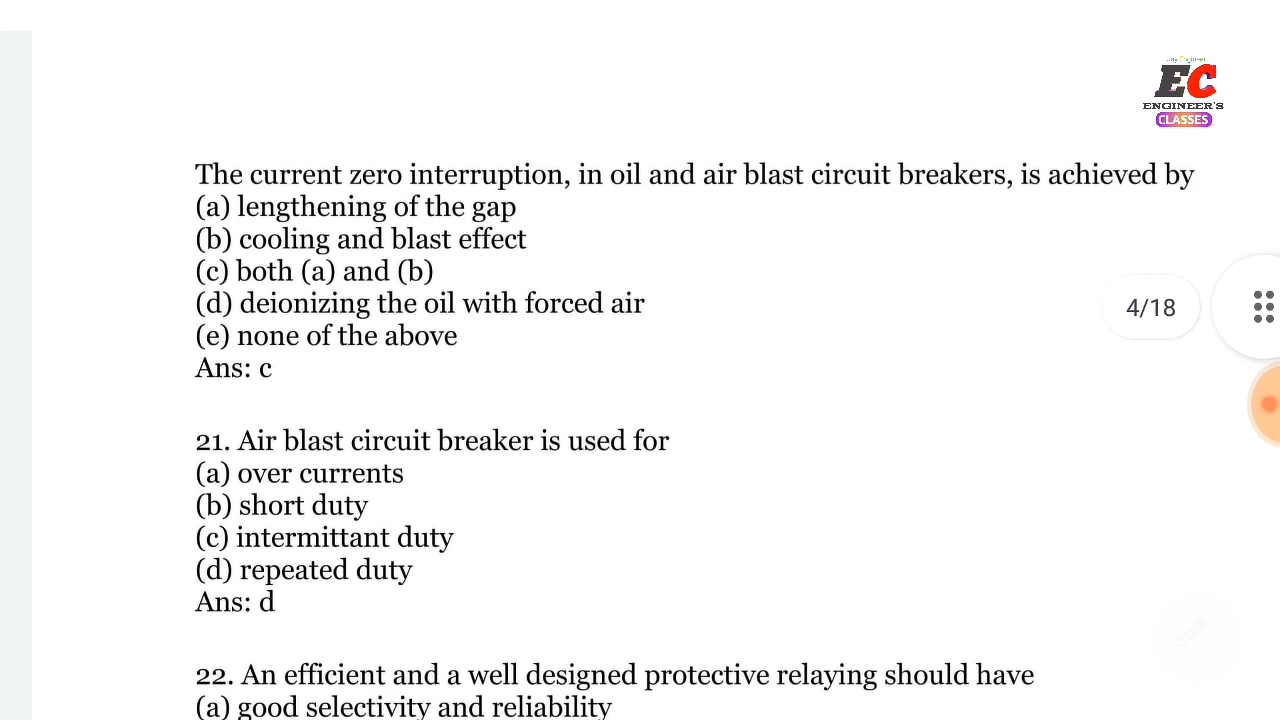 Jay Engineer
EC
ENGINEER'S
CLASSES
The current zero interruption, in oil and air blast circuit breakers, is achieved by
(a) lengthening of the gap
(b) cooling and blast effect
(c) both (a) and (b)
(d) deionizing the oil with forced air
(e) none of the above
Ans: c
4/18
21. Air blast circuit breaker is used for
(a) over currents
(b) short duty
(c) intermittant duty
(d) repeated duty
Ans: d
22. An efficient and a well designed protective relaying should have
(a) good selectivity and reliability